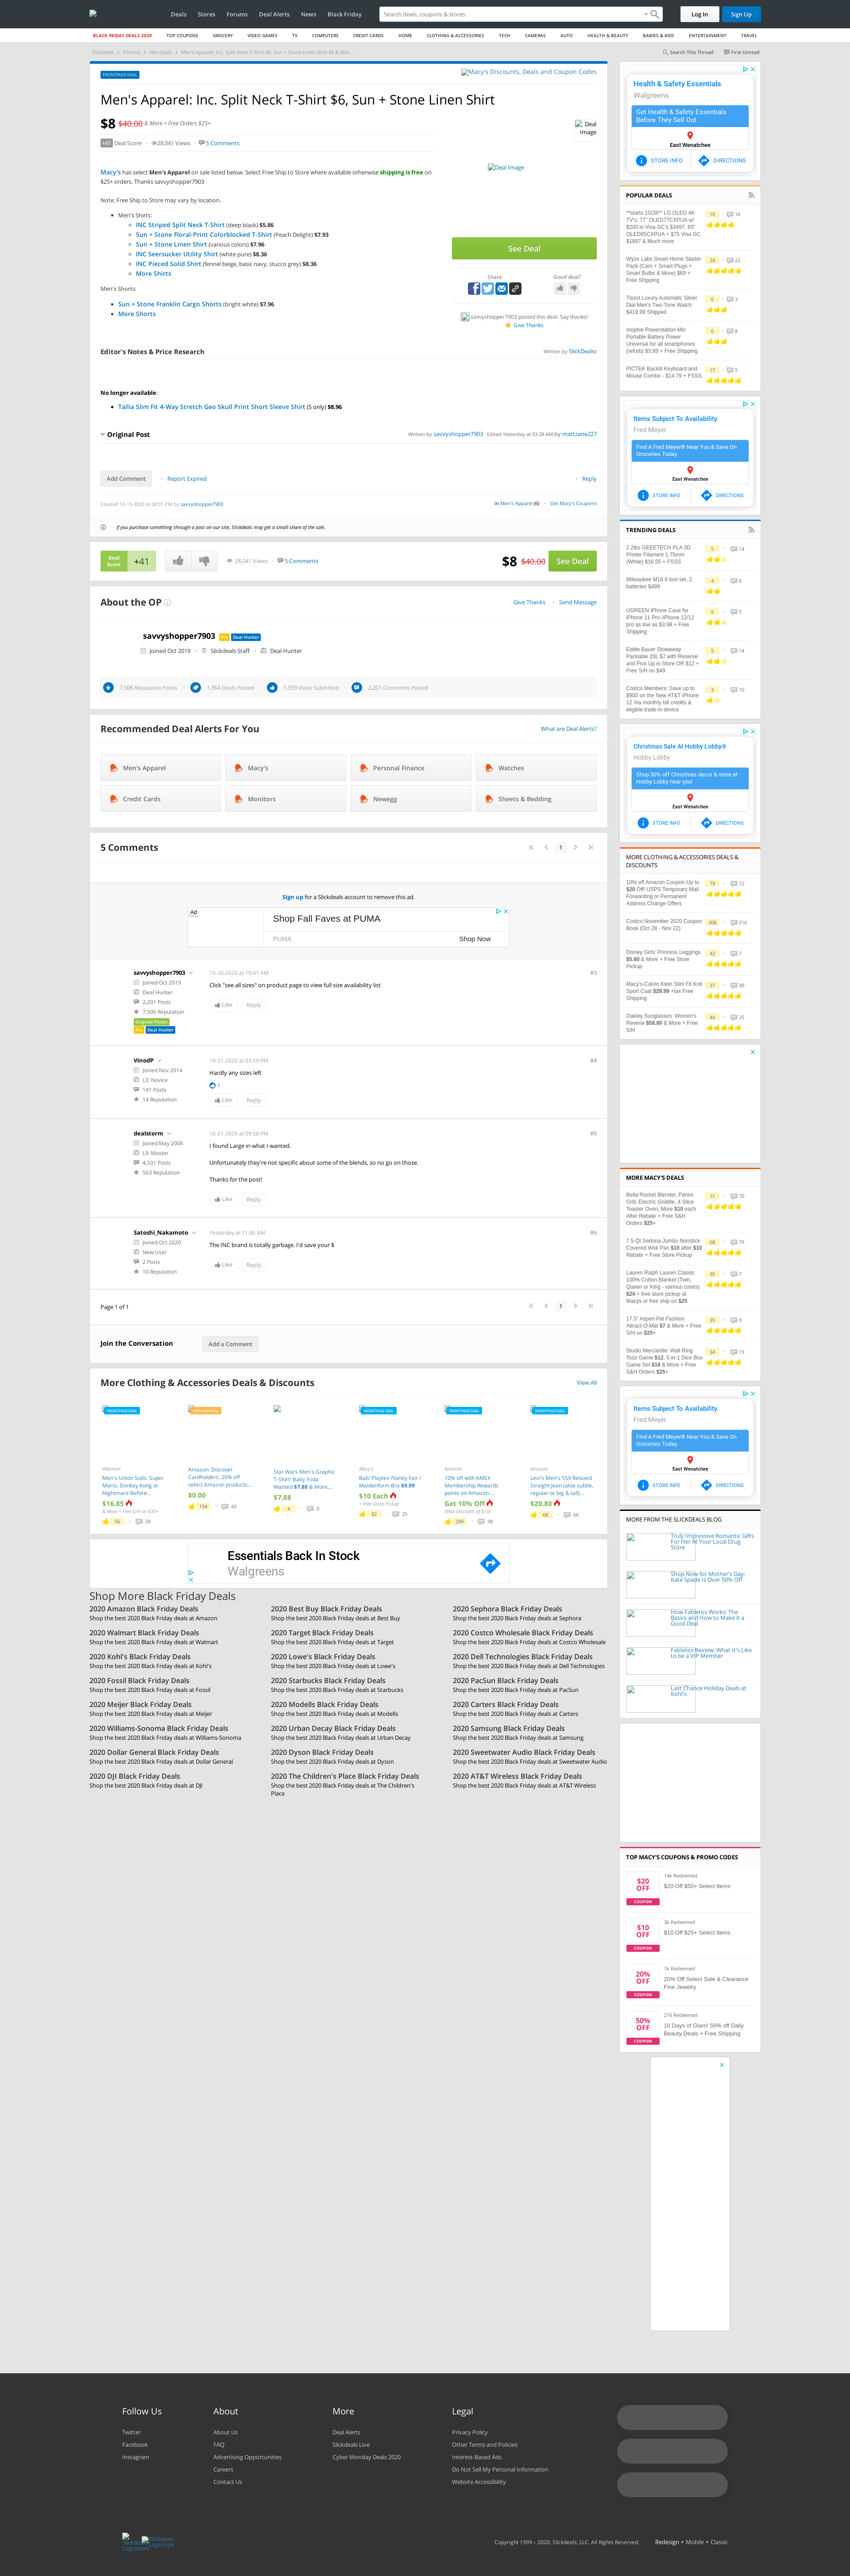 Deals Stores Forums Deal Alerts News Black Friday
Search deals, coupons & stores
Log In
Sign Up
BLACK FRIDAY DEALS 2020 TOP COUPONS GROCERY VIDEO GAMES TV COMPUTERS CREDIT CARDS HOME CLOTHING & ACCESSORIES TECH CAMERAS AUTO HEALTH & BEAUTY BABIES & KIDS ENTERTAINMENT TRAVEL
Slickdeals Forums Hot Deals Men's Apparel: Inc. Split Neck T-Shirt $6, Sun + Stone Linen Shirt $8 & Mor...
Search This Thread
First Unread
FRONTPAGE DEAL
Macy's Discounts, Deals and Coupon Codes
Men's Apparel: Inc. Split Neck T-Shirt $6, Sun + Stone Linen Shirt
$8 $40.00 & More + Free Orders $25+
+41 Deal Score 28,041 Views 5 Comments
Deal Image
Deal Image
Macy's has select Men's Apparel on sale listed below. Select Free Ship to Store where available otherwise shipping is free on $25+ orders. Thanks savvyshopper7903
Note: Free Ship to Store may vary by location.
Men's Shirts:
INC Striped Split Neck T-Shirt (deep black) $5.86
Sun + Stone Floral-Print Colorblocked T-Shirt (Peach Delight) $7.93
Sun + Stone Linen Shirt (various colors) $7.96
INC Seersucker Utility Shirt (white pure) $8.36
INC Pieced Solid Shirt (fennel beige, basic navy, stucco grey) $8.36
More Shirts
Men's Shorts:
Sun + Stone Franklin Cargo Shorts (bright white) $7.96
More Shorts
See Deal
Share
Good deal?
savvyshopper7903 posted this deal. Say thanks!
Give Thanks
Editor's Notes & Price Research
Written by SlickDealio
No longer available:
Tallia Slim Fit 4-Way Stretch Geo Skull Print Short Sleeve Shirt (S only) $8.96
Original Post
Written by savvyshopper7903 Edited Yesterday at 03:28 AM by mattzane227
Add Comment
Report Expired
Reply
Created 10-19-2020 at 08:01 PM by savvyshopper7903
in Men's Apparel (6) Get Macy's Coupons
If you purchase something through a post on our site, Slickdeals may get a small share of the sale.
Deal Score +41
28,041 Views 5 Comments
$8 $40.00 See Deal
About the OP
Give Thanks Send Message
savvyshopper7903 Pro Deal Hunter
Joined Oct 2019 Slickdeals Staff Deal Hunter
7,506 Reputation Points 1,364 Deals Posted 1,359 Votes Submitted 2,201 Comments Posted
Recommended Deal Alerts For You
What are Deal Alerts?
Men's Apparel
Macy's
Personal Finance
Watches
Credit Cards
Monitors
Newegg
Sheets & Bedding
5 Comments
1
Sign up for a Slickdeals account to remove this ad.
Ad
Shop Fall Faves at PUMA
PUMA
Shop Now
savvyshopper7903
Joined Oct 2019
Deal Hunter
2,201 Posts
7,506 Reputation
Original Poster
Pro Deal Hunter
10-20-2020 at 10:41 AM
#3
Click "see all sizes" on product page to view full size availability list
Like Reply
VinodP
Joined Nov 2014
L3: Novice
141 Posts
14 Reputation
10-21-2020 at 03:59 PM
#4
Hardly any sizes left
1
Like Reply
dealstorm
Joined May 2006
L9: Master
4,331 Posts
563 Reputation
10-21-2020 at 09:58 PM
#5
I found Large in what I wanted.
Unfortunately they're not specific about some of the blends, so no go on those.
Thanks for the post!
Like Reply
Satoshi_Nakamoto
Joined Oct 2020
New User
2 Posts
10 Reputation
Yesterday at 11:06 AM
#6
The INC brand is totally garbage. I'd save your $
Like Reply
Page 1 of 1
1
Join the Conversation
Add a Comment
More Clothing & Accessories Deals & Discounts
View All
FRONTPAGE DEAL
Walmart
Men's Union Suits: Super Mario, Donkey Kong or Nightmare Before...
$16.85
& More + Free S/H on $35+
56 29
POPULAR DEAL
Amazon: Discover Cardholders: 20% off select Amazon products...
$0.00
154 43
Star Wars Men's Graphic T-Shirt: Baby Yoda Wanted $7.88 & More....
$7.88
4 0
FRONTPAGE DEAL
Macy's
Bali/ Playtex /Vanity Fair / Maidenform Bra $9.99
$10 Each
+ Free Store Pickup
82 25
FRONTPAGE DEAL
Amazon
10% off with AMEX Membership Rewards points on Amazon....
Get 10% Off
(Max Discount of $10)
299 98
FRONTPAGE DEAL
Amazon
Levi's Men's 559 Relaxed Straight Jean (aloe subtle, regular or big & tall)...
$20.80
68 60
Essentials Back In Stock
Walgreens
Shop More Black Friday Deals
2020 Amazon Black Friday Deals
Shop the best 2020 Black Friday deals at Amazon
2020 Best Buy Black Friday Deals
Shop the best 2020 Black Friday deals at Best Buy
2020 Sephora Black Friday Deals
Shop the best 2020 Black Friday deals at Sephora
2020 Walmart Black Friday Deals
Shop the best 2020 Black Friday deals at Walmart
2020 Target Black Friday Deals
Shop the best 2020 Black Friday deals at Target
2020 Costco Wholesale Black Friday Deals
Shop the best 2020 Black Friday deals at Costco Wholesale
2020 Kohl's Black Friday Deals
Shop the best 2020 Black Friday deals at Kohl's
2020 Lowe's Black Friday Deals
Shop the best 2020 Black Friday deals at Lowe's
2020 Dell Technologies Black Friday Deals
Shop the best 2020 Black Friday deals at Dell Technologies
2020 Fossil Black Friday Deals
Shop the best 2020 Black Friday deals at Fossil
2020 Starbucks Black Friday Deals
Shop the best 2020 Black Friday deals at Starbucks
2020 PacSun Black Friday Deals
Shop the best 2020 Black Friday deals at PacSun
2020 Meijer Black Friday Deals
Shop the best 2020 Black Friday deals at Meijer
2020 Modells Black Friday Deals
Shop the best 2020 Black Friday deals at Modells
2020 Carters Black Friday Deals
Shop the best 2020 Black Friday deals at Carters
2020 Williams-Sonoma Black Friday Deals
Shop the best 2020 Black Friday deals at Williams-Sonoma
2020 Urban Decay Black Friday Deals
Shop the best 2020 Black Friday deals at Urban Decay
2020 Samsung Black Friday Deals
Shop the best 2020 Black Friday deals at Samsung
2020 Dollar General Black Friday Deals
Shop the best 2020 Black Friday deals at Dollar General
2020 Dyson Black Friday Deals
Shop the best 2020 Black Friday deals at Dyson
2020 Sweetwater Audio Black Friday Deals
Shop the best 2020 Black Friday deals at Sweetwater Audio
2020 DJI Black Friday Deals
Shop the best 2020 Black Friday deals at DJI
2020 The Children's Place Black Friday Deals
Shop the best 2020 Black Friday deals at The Children's Place
2020 AT&T Wireless Black Friday Deals
Shop the best 2020 Black Friday deals at AT&T Wireless
Health & Safety Essentials
Walgreens
Get Health & Safety Essentials Before They Sell Out.
East Wenatchee
STORE INFO DIRECTIONS
POPULAR DEALS
**starts 10/28** LG OLED 4K TV's: 77" OLED77CXPUA w/ $200 in Visa GC's $3497, 65" OLED65CXPUA + $75 Visa GC $1897 & Much more
10 16
Wyze Labs Smart Home Starter Pack (Cam + Smart Plugs + Smart Bulbs & More) $69 + Free Shipping
24 22
Tissot Luxury Automatic Silver Dial Men's Two-Tone Watch $419.99 Shipped
6 3
mophie Powerstation Min Portable Battery Power Universal for all smartphones (refurb) $3.89 + Free Shipping
6 8
PICTEK Backlit Keyboard and Mouse Combo - $14.79 + FSSS
17 5
Items Subject To Availability
Fred Meyer
Find A Fred Meyer® Near You & Save On Groceries Today.
East Wenatchee
STORE INFO DIRECTIONS
TRENDING DEALS
2.2lbs GEEETECH PLA 3D Printer Filament 1.75mm (White) $16.55 + FSSS
5 14
Milwaukee M18 6 tool set, 2 batteries $499
4 6
UGREEN iPhone Case for iPhone 11 Pro /iPhone 12/12 pro as low as $3.98 + Free Shipping
5 5
Eddie Bauer Stowaway Packable 20L $7 with Reserve and Pick Up in Store OR $12 + Free S/H on $49
5 14
Costco Members: Save up to $900 on the New AT&T iPhone 12 Via monthly bill credits & eligible trade-in device
3 10
Christmas Sale At Hobby Lobby®
Hobby Lobby
Shop 50% off Christmas decor & more at Hobby Lobby near you!
East Wenatchee
STORE INFO DIRECTIONS
MORE CLOTHING & ACCESSORIES DEALS & DISCOUNTS
10% off Amazon Coupon Up to $20 Off! USPS Temporary Mail Forwarding or Permanent Address Change Offers
79 72
Costco November 2020 Coupon Book (Oct 28 - Nov 22)
308 216
Disney Girls' Princess Leggings $5.60 & More + Free Store Pickup
42 7
Macy's-Calvin Klein Slim Fit Knit Sport Coat $29.99 +tax Free Shipping
37 30
Oakley Sunglasses: Women's Reverie $58.80 & More + Free S/H
44 25
MORE MACY'S DEALS
Bella Rocket Blender, Panini Grill, Electric Griddle, 4-Slice Toaster Oven, More $10 each After Rebate + Free S&H Orders $25+
71 70
7.5-Qt Sedona Jumbo Nonstick Covered Wok Pan $10 after $10 Rebate + Free Store Pickup
68 79
Lauren Ralph Lauren Classic 100% Cotton Blanket (Twin, Queen or King - various colors) $24 + free store pickup at Macys or free ship on $25
30 7
17.5" Aspen Pet Fashion Attract-O-Mat $7 & More + Free S/H on $25+
35 9
Studio Mercantile: Wall Ring Toss Game $12, 5-in-1 Dice Box Game Set $16 & More + Free S&H Orders $25+
34 19
Items Subject To Availability
Fred Meyer
Find A Fred Meyer® Near You & Save On Groceries Today.
East Wenatchee
STORE INFO DIRECTIONS
MORE FROM THE SLICKDEALS BLOG
Truly Impressive Romantic Gifts For Her At Your Local Drug Store
Shop Now for Mother's Day: Kate Spade Is Over 50% Off!
How Fabletics Works: The Basics and How to Make it a Good Deal
Fabletics Review: What It's Like to be a VIP Member
Last Chance Holiday Deals at Kohl's
TOP MACY'S COUPONS & PROMO CODES
$20 OFF COUPON
14k Redeemed
$20 Off $50+ Select Items
$10 OFF COUPON
3k Redeemed
$10 Off $25+ Select Items
20% OFF COUPON
1k Redeemed
20% Off Select Sale & Clearance Fine Jewelry
50% OFF COUPON
216 Redeemed
10 Days of Glam! 50% off Daily Beauty Deals + Free Shipping
Follow Us
Twitter
Facebook
Instagram
About
About Us
FAQ
Advertising Opportunities
Careers
Contact Us
More
Deal Alerts
Slickdeals Live
Cyber Monday Deals 2020
Legal
Privacy Policy
Other Terms and Policies
Interest-Based Ads
Do Not Sell My Personal Information
Website Accessibility
Slickdeals Logomark
Slickdeals Logotype
Copyright 1999 – 2020. Slickdeals, LLC. All Rights Reserved. Redesign • Mobile • Classic